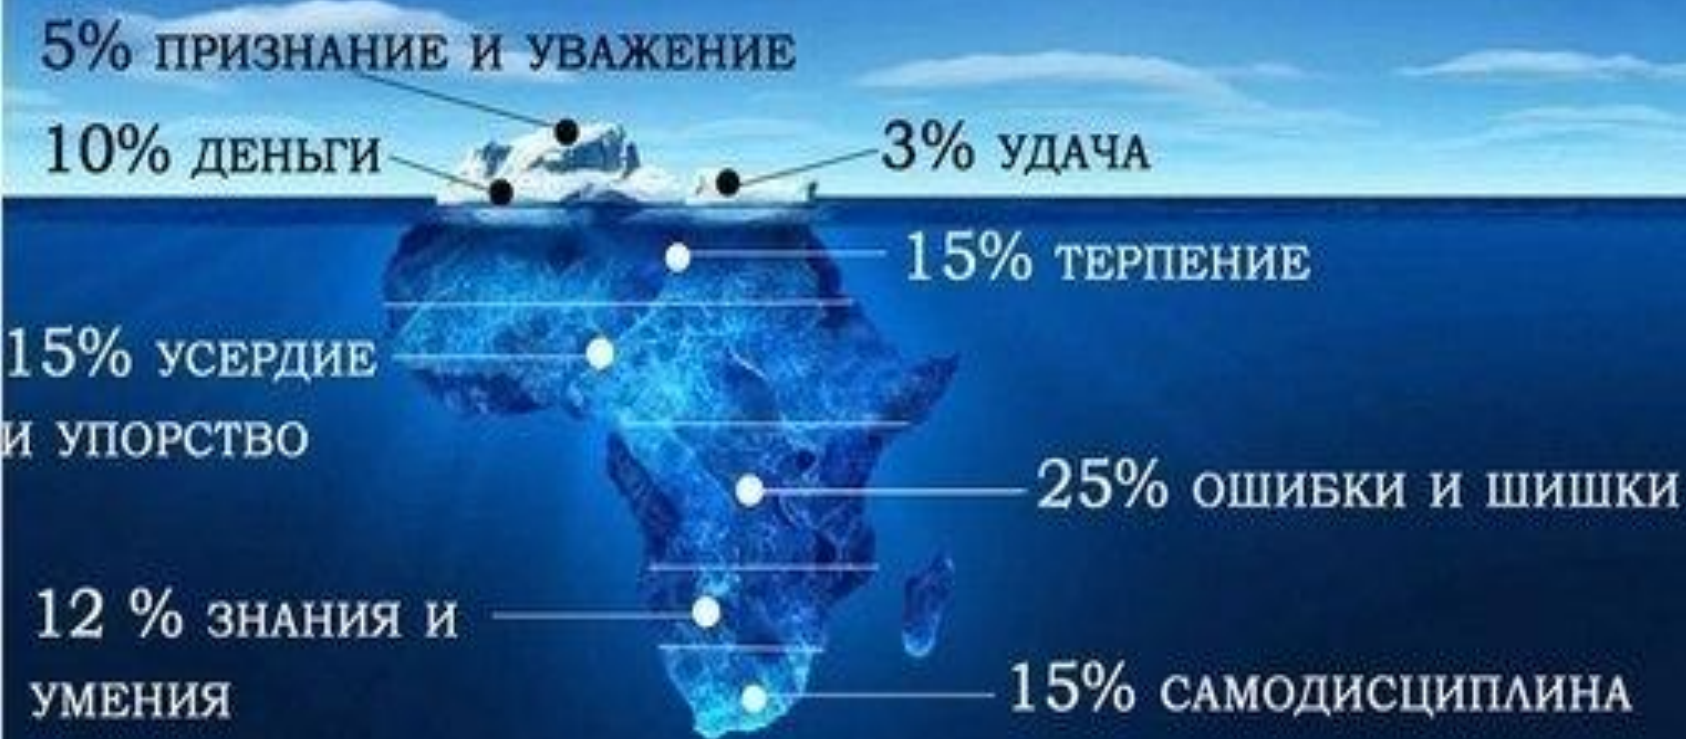 5% ПРИЗНАНИЕ И УВАЖЕНИЕ
10% ДЕНЬГИ
3% УДАЧА
15% ТЕРПЕНИЕ
15% УСЕРДИЕ
И УПОРСТВО
25% ОШИБКИ И ШИШКИ
12 % ЗНАНИЯ И
УМЕНИЯ
15% САМОДИСЦИПЛИНА